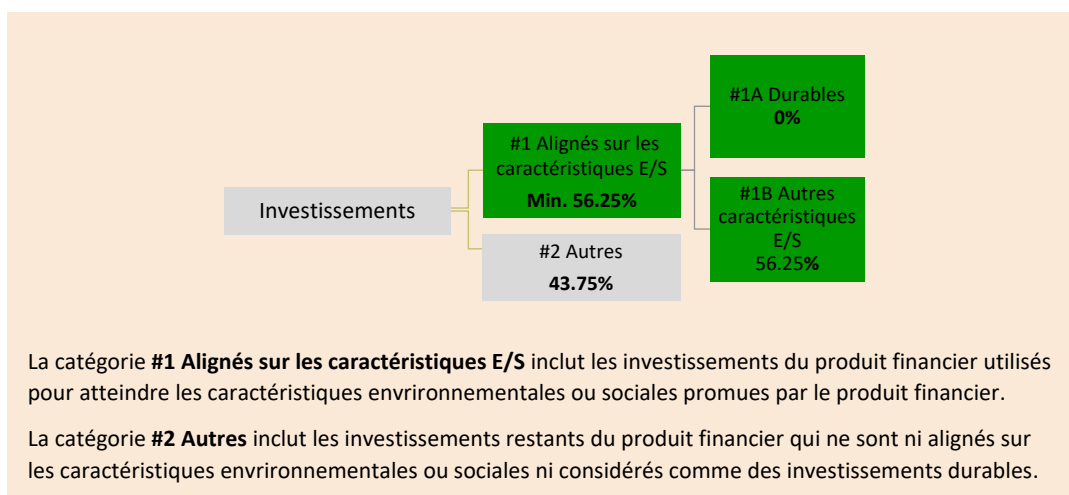 #1A Durables
0%
#1 Alignés sur les
caractéristiques E/S
Min. 56.25%
Investissements
#1B Autres
caractéristiques
E/S
56.25%
#2 Autres
43.75%
La catégorie #1 Alignés sur les caractéristiques E/S inclut les investissements du produit financier utilisés
pour atteindre les caractéristiques envrironnementales ou sociales promues par le produit financier.
La catégorie #2 Autres inclut les investissements restants du produit financier qui ne sont ni alignés sur
les caractéristiques envrironnementales ou sociales ni considérés comme des investissements durables.